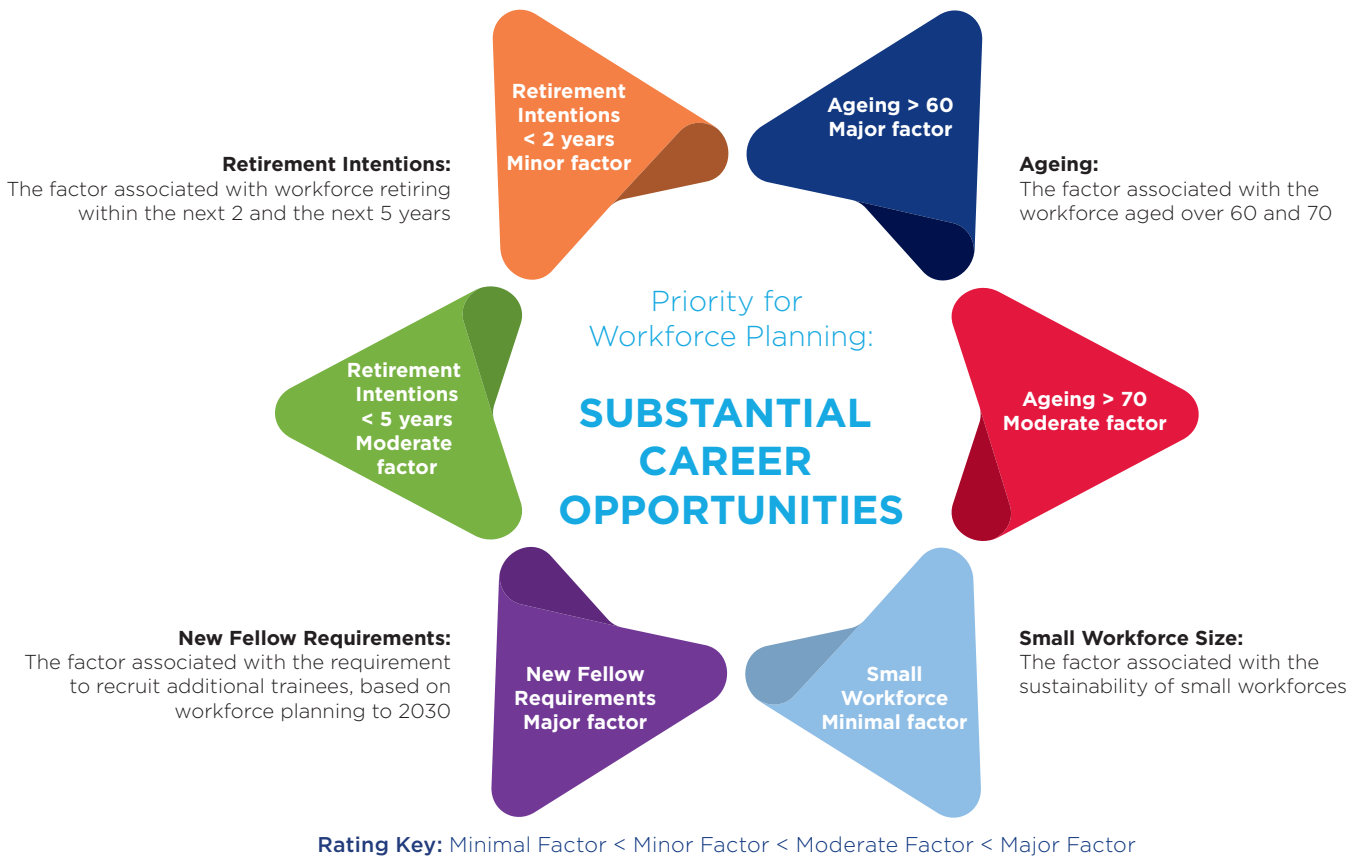 Retirement
Intentions
< 2 years
Minor factor
Ageing > 60
Major factor
Retirement Intentions:
The factor associated with workforce retiring
within the next 2 and the next 5 years
Ageing:
The factor associated with the
workforce aged over 60 and 70
Priority for
Workforce Planning:
SUBSTANTIAL
CAREER
OPPORTUNITIES
Retirement
Intentions
< 5 years
Moderate
factor
Ageing > 70
Moderate factor
New Fellow Requirements:
The factor associated with the requirement
to recruit additional trainees, based on
workforce planning to 2030
New Fellow
Requirements
Major factor
Small
Workforce
Minimal factor
Small Workforce Size:
The factor associated with the
sustainability of small workforces
Rating Key: Minimal Factor < Minor Factor < Moderate Factor < Major Factor